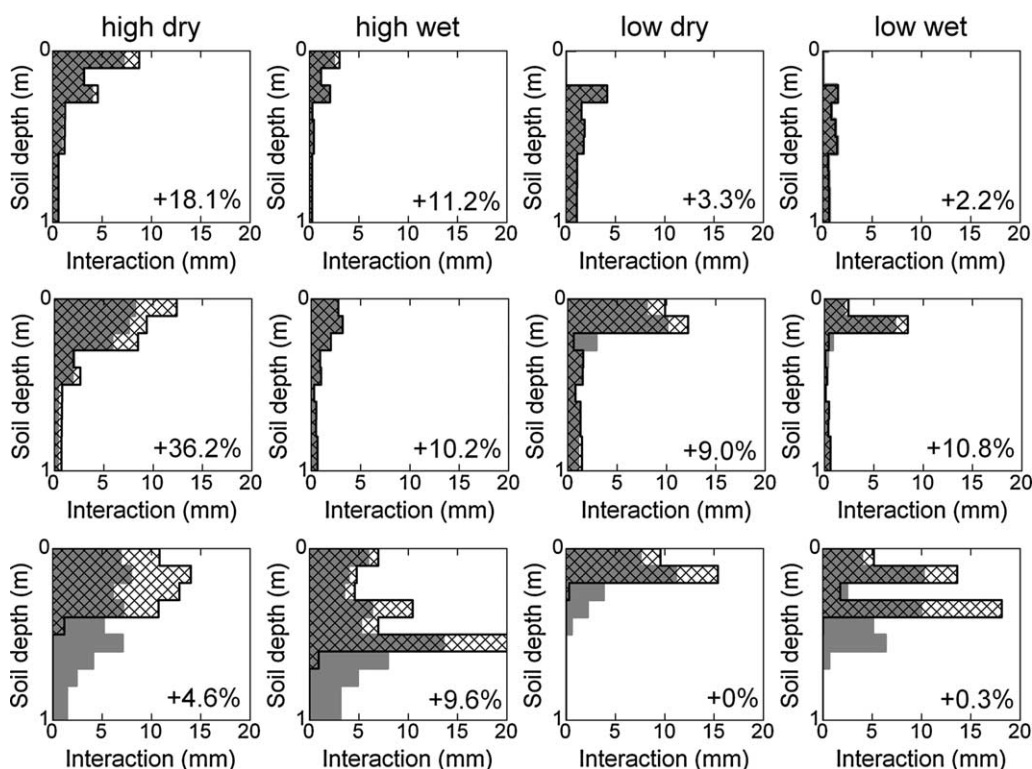 high dry
high wet
low dry
low wet
0
0
0
0
Soil depth (m)
Soil depth (m)
Soil depth (m)
Soil depth (m)
+18.1%
+11.2%
+3.3%
+2.2%
1
1
1
1
0 5 10 15 20
0 5 10 15 20
0 5 10 15 20
0 5 10 15 20
Interaction (mm)
Interaction (mm)
Interaction (mm)
Interaction (mm)
0
0
0
0
Soil depth (m)
Soil depth (m)
Soil depth (m)
Soil depth (m)
+36.2%
+10.2%
+9.0%
+10.8%
1
1
1
1
0 5 10 15 20
0 5 10 15 20
0 5 10 15 20
0 5 10 15 20
Interaction (mm)
Interaction (mm)
Interaction (mm)
Interaction (mm)
0
0
0
0
Soil depth (m)
Soil depth (m)
Soil depth (m)
Soil depth (m)
+4.6%
+9.6%
+0%
+0.3%
1
1
1
1
0 5 10 15 20
0 5 10 15 20
0 5 10 15 20
0 5 10 15 20
Interaction (mm)
Interaction (mm)
Interaction (mm)
Interaction (mm)